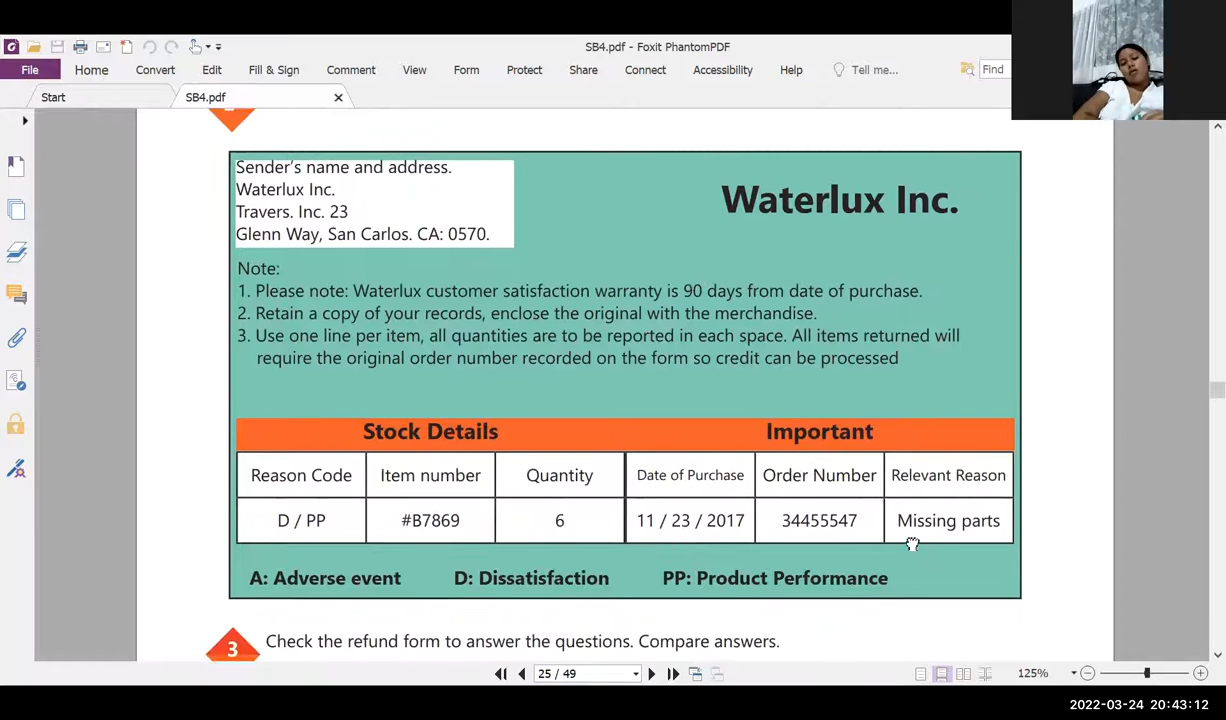 SB4.pdf - Foxit PhantomPDF
File Home Convert Edit Fill & Sign Comment View Form Protect Share Connect Accessibility Help Tell me... Find
Start SB4.pdf
Sender's name and address.
Waterlux Inc.
Travers. Inc. 23
Glenn Way, San Carlos. CA: 0570.
Waterlux Inc.
Note:
1. Please note: Waterlux customer satisfaction warranty is 90 days from date of purchase.
2. Retain a copy of your records, enclose the original with the merchandise.
3. Use one line per item, all quantities are to be reported in each space. All items returned will
require the original order number recorded on the form so credit can be processed
Stock Details Important
Reason Code Item number Quantity Date of Purchase Order Number Relevant Reason
D / PP #B7869 6 11 / 23 / 2017 34455547 Missing parts
A: Adverse event D: Dissatisfaction PP: Product Performance
3 Check the refund form to answer the questions. Compare answers.
25 / 49 125%
2022-03-24 20:43:12